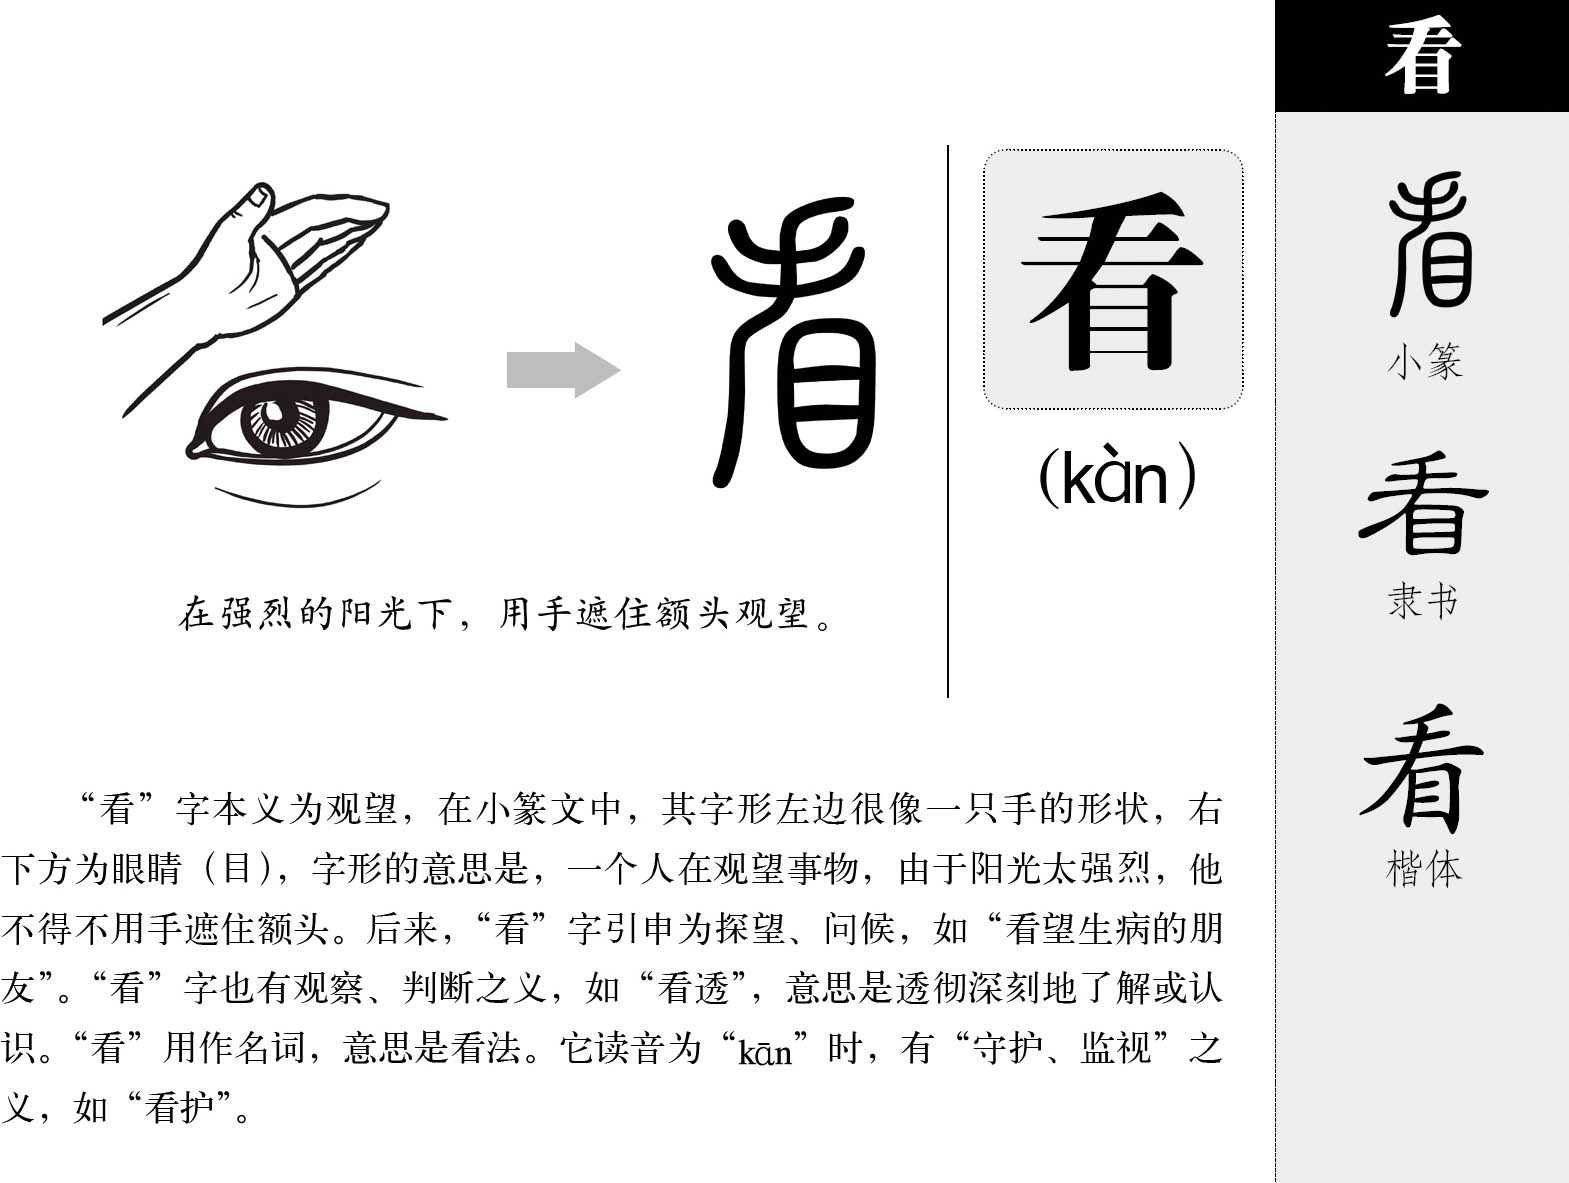 看
看
看
(kàn)
在强烈的阳光下，用手遮住额头观望。
“看”字本义为观望，在小篆文中，其字形左边很像一只手的形状，右
下方为眼睛（目），字形的意思是，一个人在观望事物，由于阳光太强烈，他
不得不用手遮住额头。后来，“看”字引申为探望、问候，如“看望生病的朋
友”。“看”字也有观察、判断之义，如“看透”，意思是透彻深刻地了解或认
识。“看”用作名词，意思是看法。它读音为“kān”时，有“守护、监视”之
义，如“看护”。
看
小篆
看
隶书
看
楷体